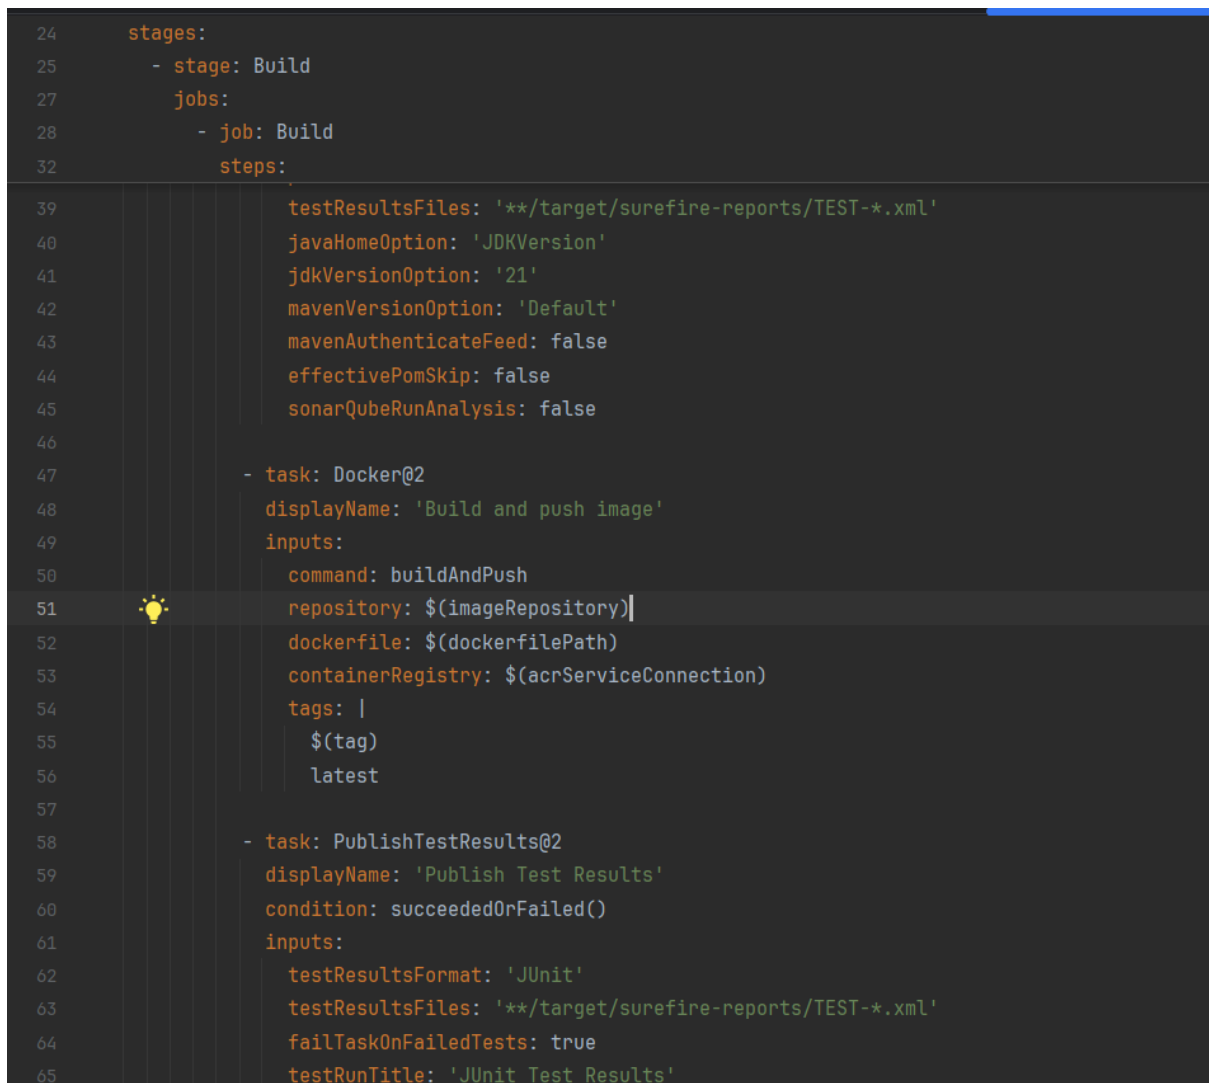 24 stages:
25 - stage: Build
27 jobs:
28 - job: Build
32 steps:
39 testResultsFiles: '**/target/surefire-reports/TEST-*.xml'
40 javaHomeOption: 'JDKVersion'
41 jdkVersionOption: '21'
42 mavenVersionOption: 'Default'
43 mavenAuthenticateFeed: false
44 effectivePomSkip: false
45 sonarQubeRunAnalysis: false
46
47 - task: Docker@2
48 displayName: 'Build and push image'
49 inputs:
50 command: buildAndPush
51 repository: $(imageRepository)
52 dockerfile: $(dockerfilePath)
53 containerRegistry: $(acrServiceConnection)
54 tags: |
55 $(tag)
56 latest
57
58 - task: PublishTestResults@2
59 displayName: 'Publish Test Results'
60 condition: succeededOrFailed()
61 inputs:
62 testResultsFormat: 'JUnit'
63 testResultsFiles: '**/target/surefire-reports/TEST-*.xml'
64 failTaskOnFailedTests: true
65 testRunTitle: 'JUnit Test Results'